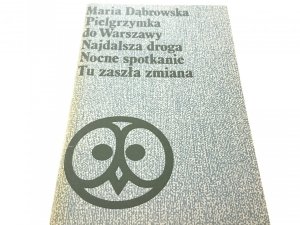 Maria Dąbrowska
Pielgrzymka
do Warszawy
Najdalsza droga
Nocne spotkanie
Tu zaszła zmiana